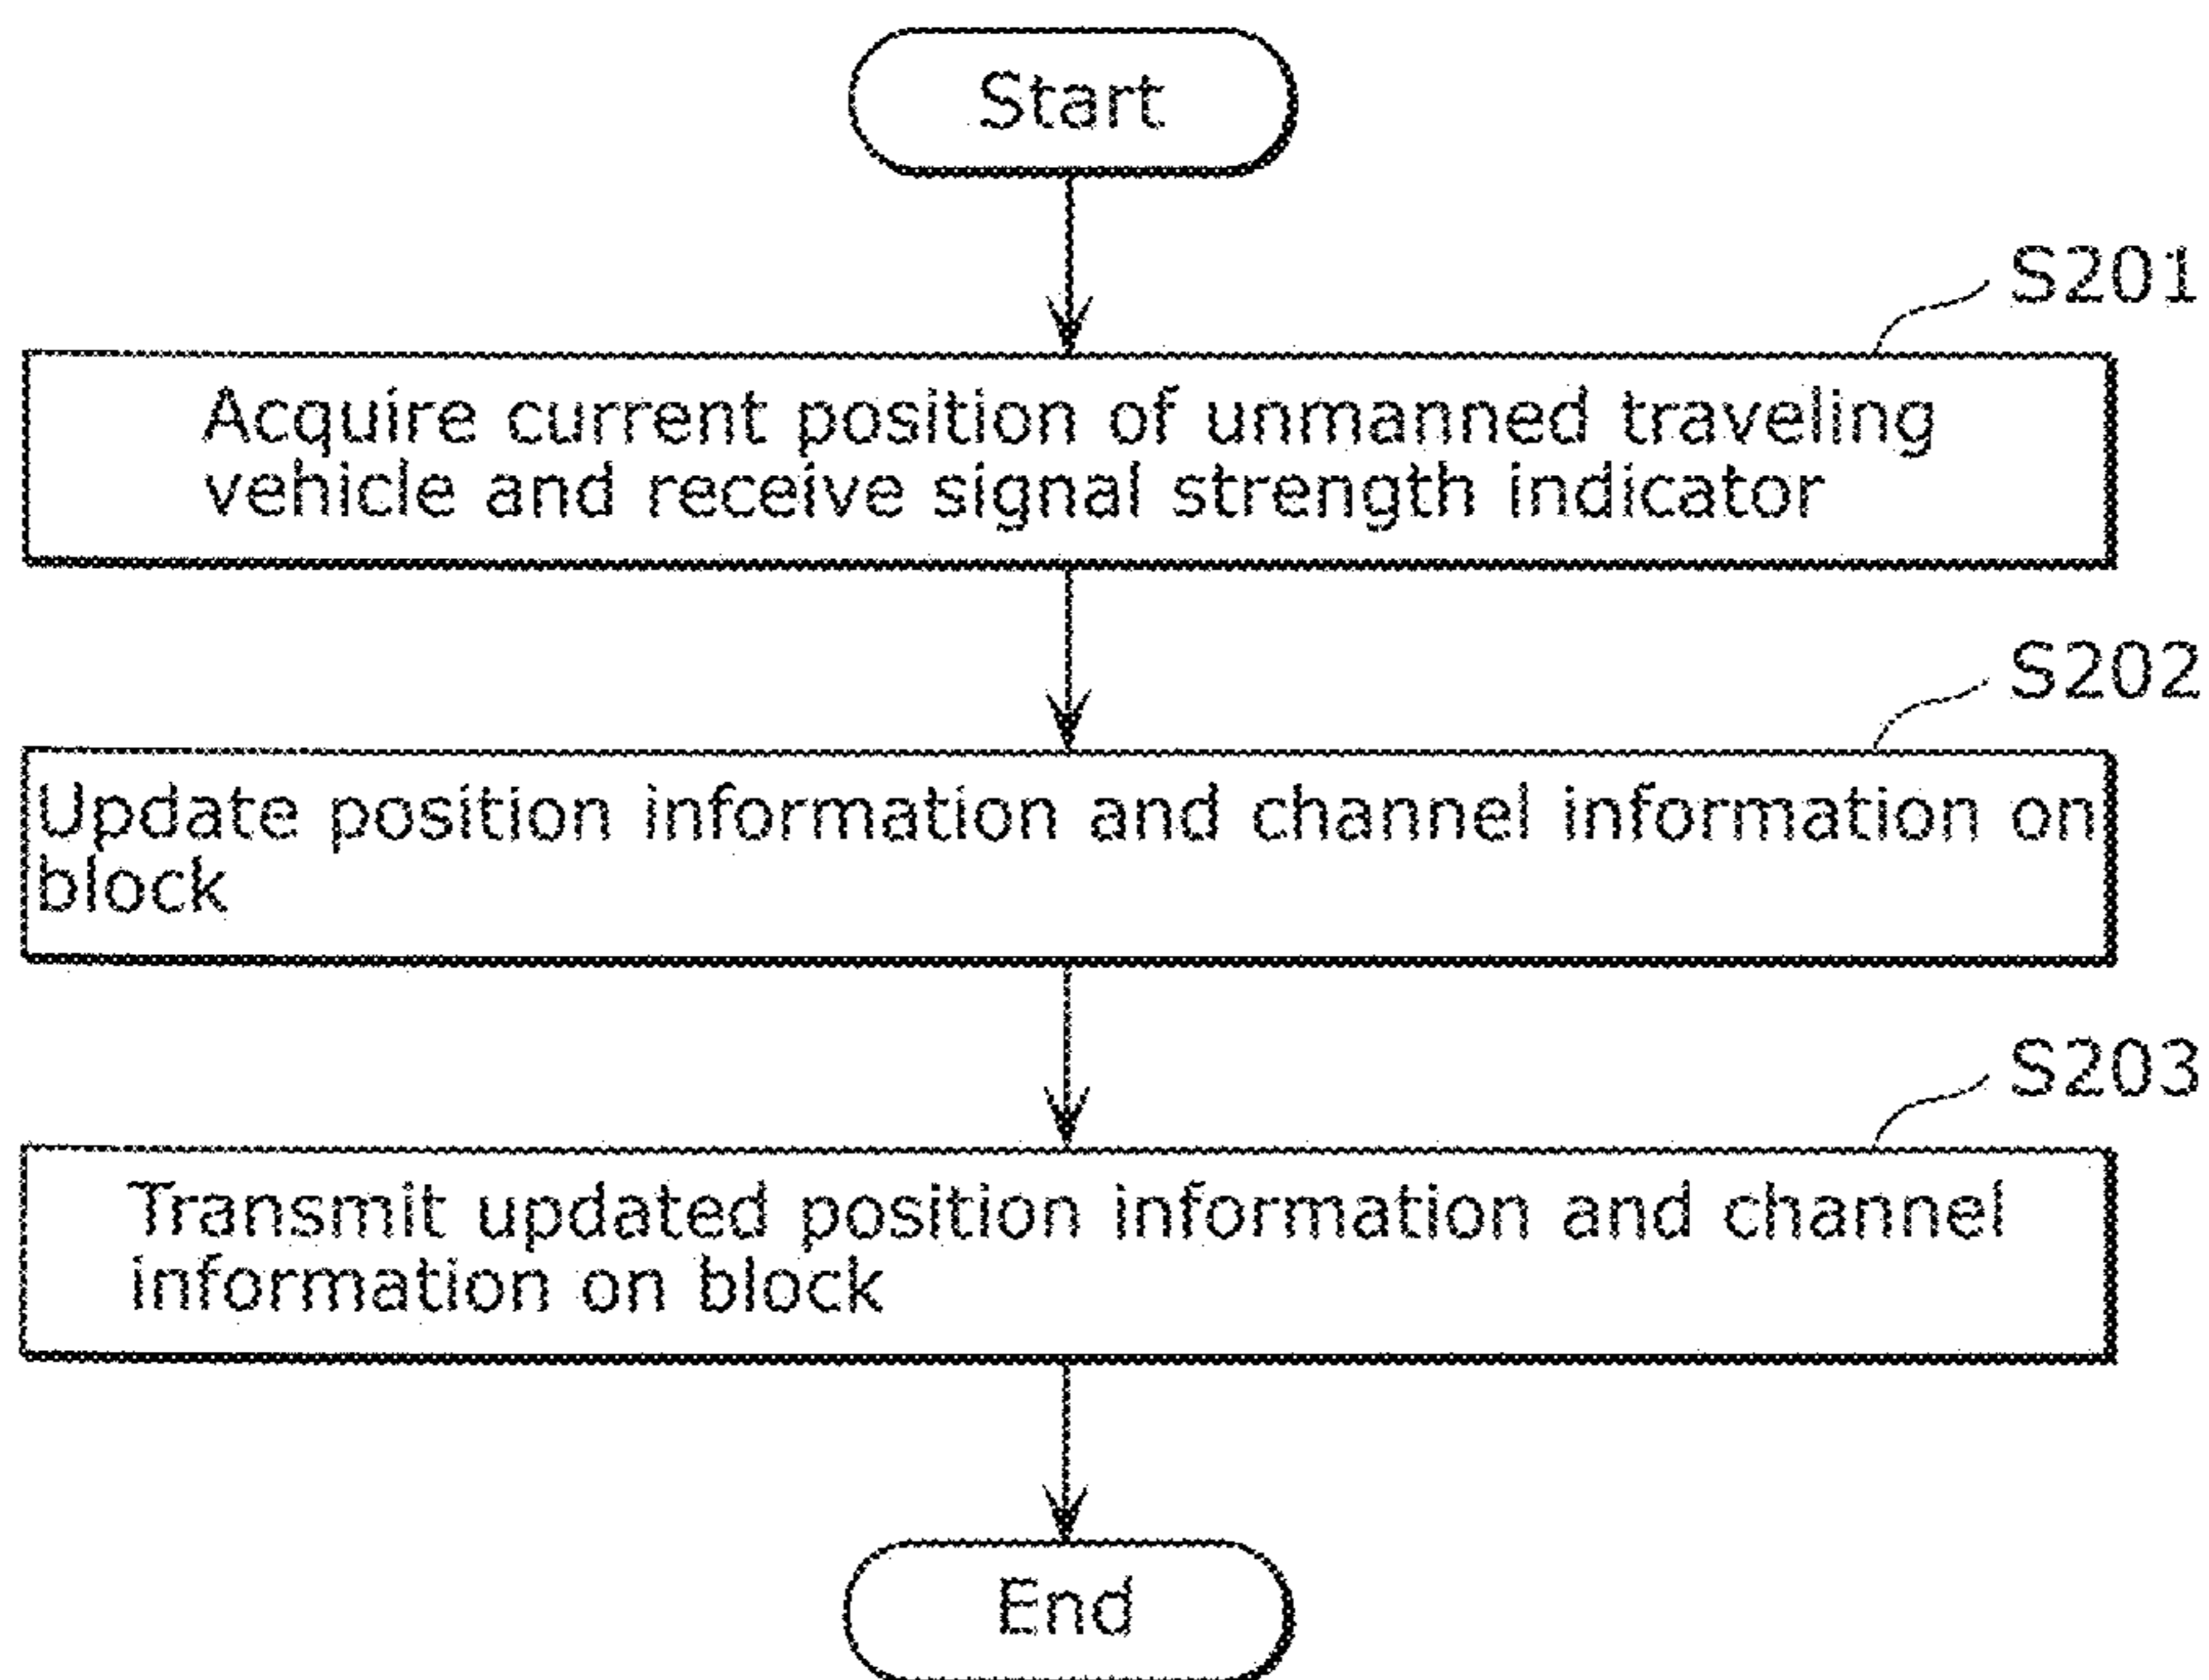 Start
S201
Acquire current position of unmanned traveling
vehicle and receive signal strength indicator
S202
Update position information and channel information on
block
S203
Transmit updated position information and channel
information on block
End